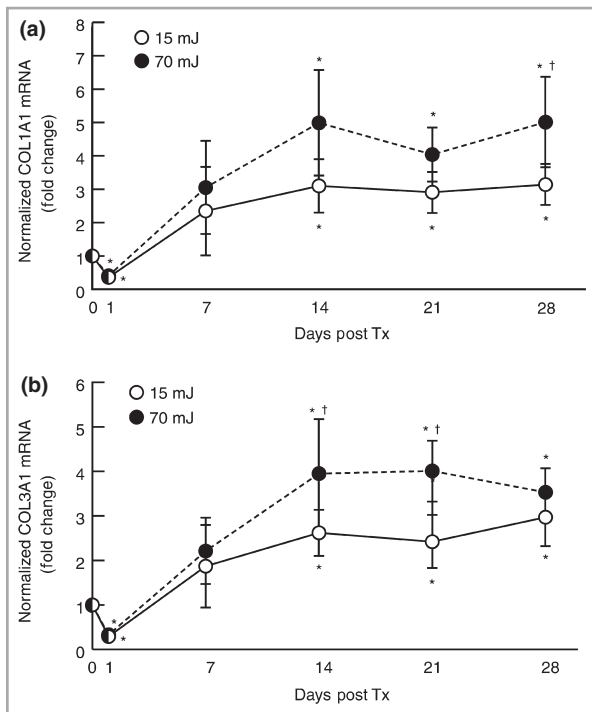 (a)
15 mJ
70 mJ
Normalized COL1A1 mRNA
(fold change)
8
7
6
5
4
3
2
1
0
* 
* †
*
*
*
*
*
*
0 1 7 14 21 28
Days post Tx
(b)
15 mJ
70 mJ
Normalized COL3A1 mRNA
(fold change)
6
5
4
3
2
1
0
* †
* †
*
*
*
*
*
*
0 1 7 14 21 28
Days post Tx